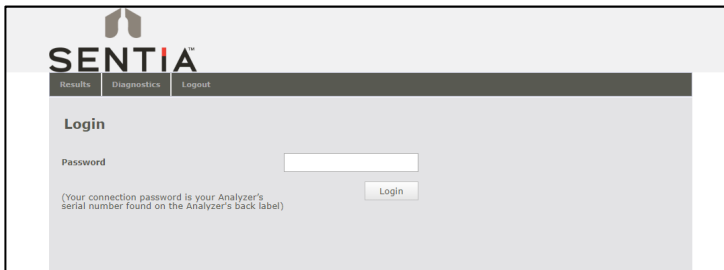 SENTIA™
Results Diagnostics Logout
Login
Password
Login
(Your connection password is your Analyzer's
serial number found on the Analyzer's back label)